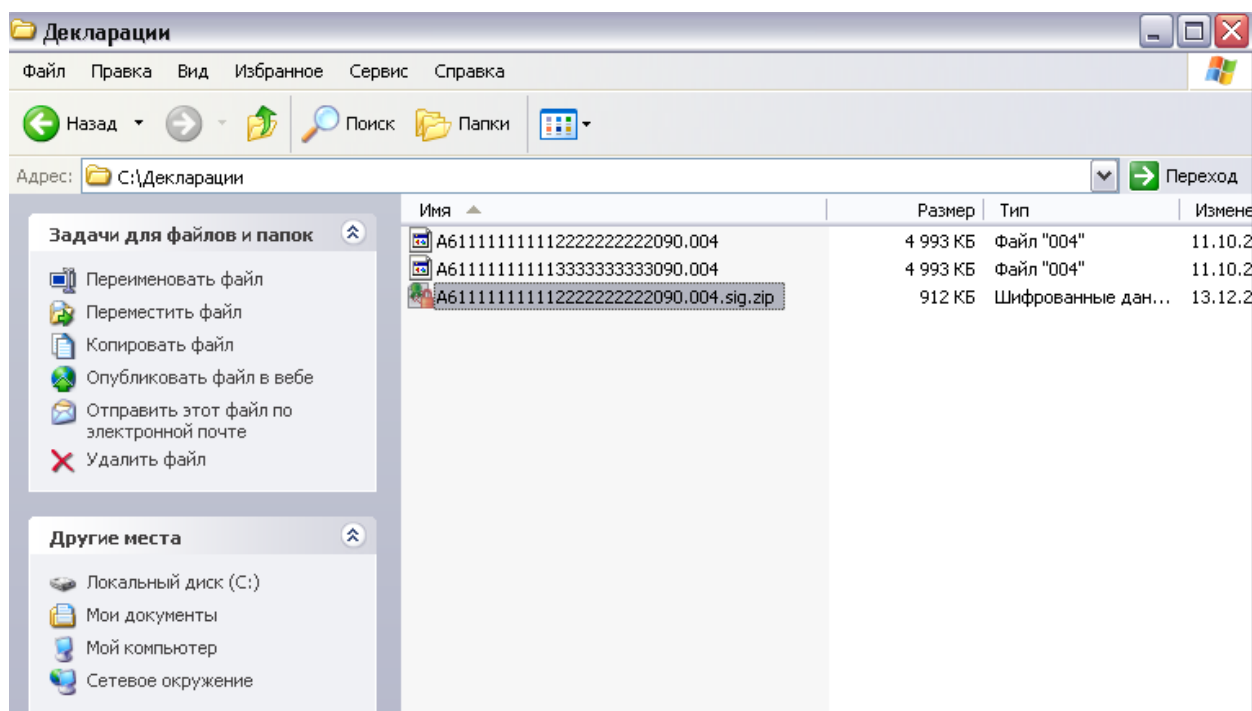 Декларации
Файл Правка Вид Избранное Сервис Справка
Назад Поиск Папки
Адрес: C:\Декларации Переход
Имя Размер Тип Измене
Задачи для файлов и папок
Переименовать файл
Переместить файл
Копировать файл
Опубликовать файл в вебе
Отправить этот файл по
электронной почте
Удалить файл
Другие места
Локальный диск (C:)
Мои документы
Мой компьютер
Сетевое окружение
A6111111111122222222222090.004 4 993 КБ Файл "004" 11.10.2
A6111111111133333333333090.004 4 993 КБ Файл "004" 11.10.2
A6111111111122222222222090.004.sig.zip 912 КБ Шифрованные дан... 13.12.2